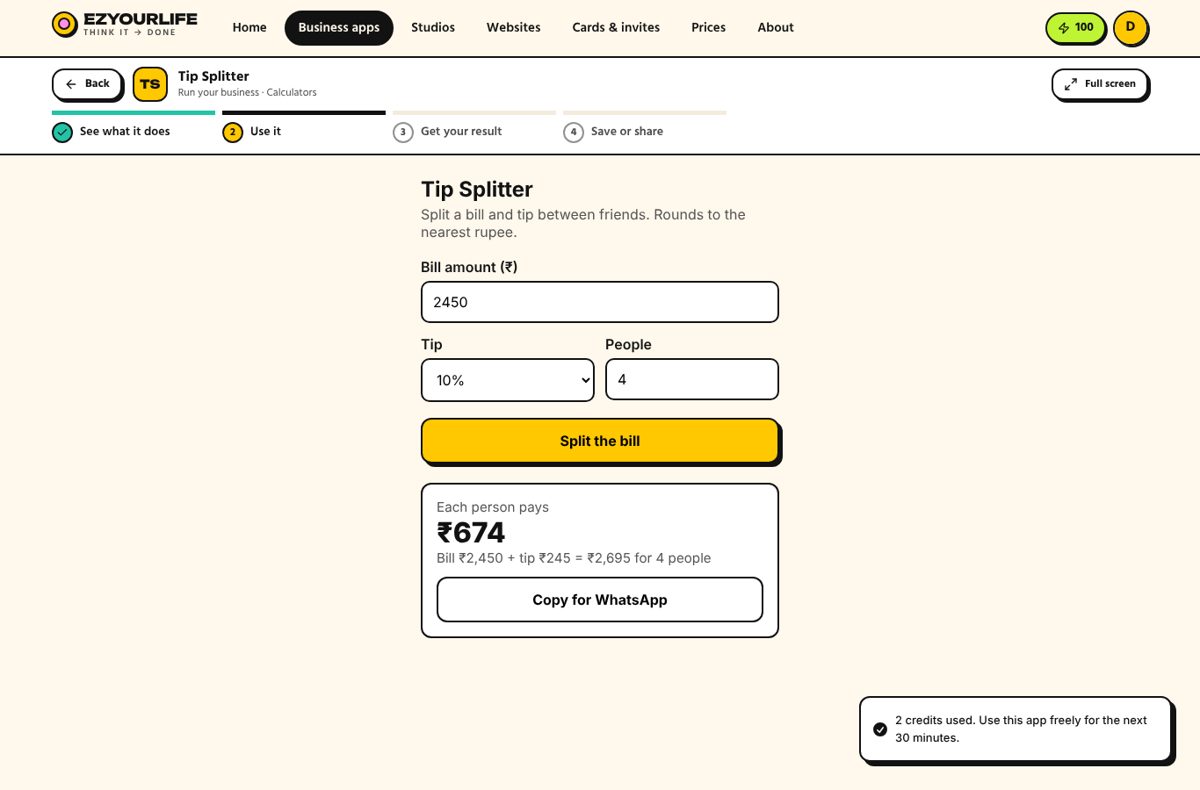 EZYOURLIFE
THINK IT → DONE
Home
Business apps
Studios
Websites
Cards & invites
Prices
About
100
D
← Back
TS
Tip Splitter
Run your business · Calculators
Full screen
See what it does
2 Use it
3 Get your result
4 Save or share
Tip Splitter
Split a bill and tip between friends. Rounds to the
nearest rupee.
Bill amount (₹)
2450
Tip
People
10%
4
Split the bill
Each person pays
₹674
Bill ₹2,450 + tip ₹245 = ₹2,695 for 4 people
Copy for WhatsApp
2 credits used. Use this app freely for the next
30 minutes.